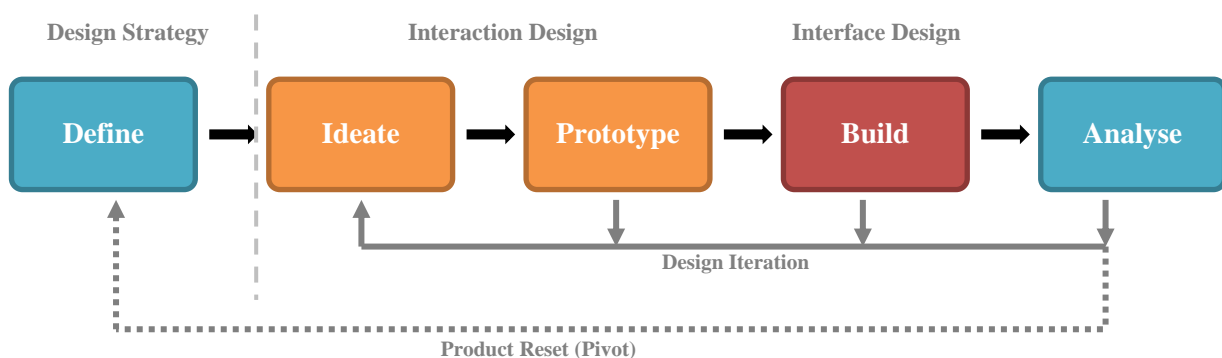 Design Strategy
Interaction Design
Interface Design
Define
Ideate
Prototype
Build
Analyse
Design Iteration
Product Reset (Pivot)